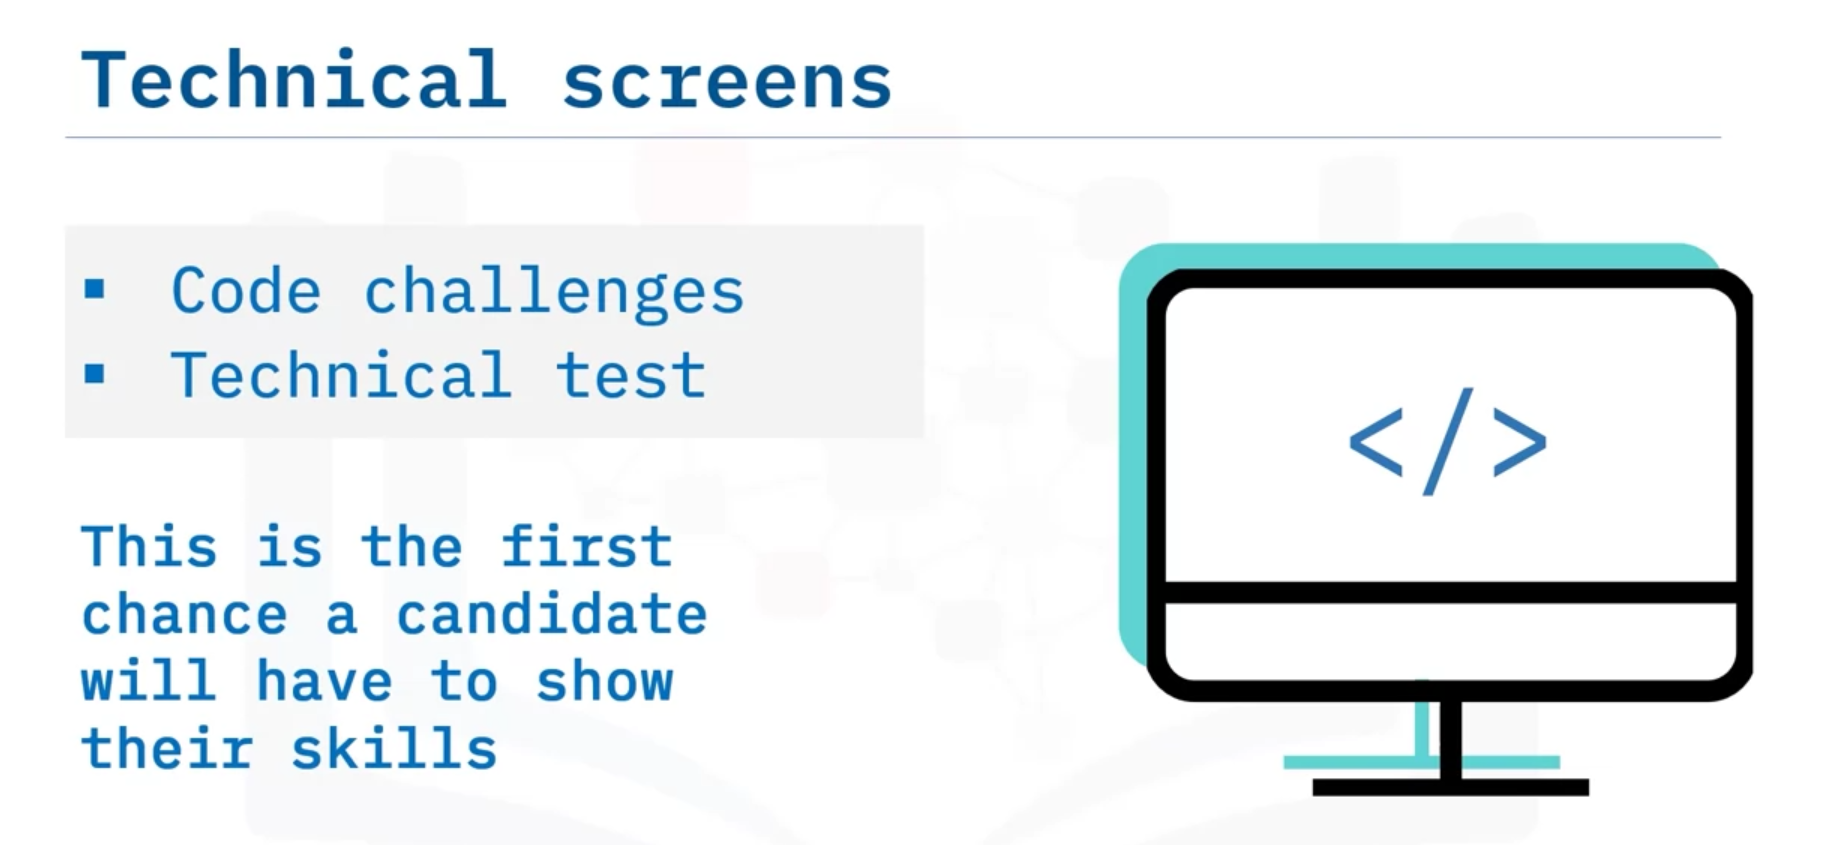 Technical screens
▪ Code challenges
▪ Technical test
This is the first
chance a candidate
will have to show
their skills
</>